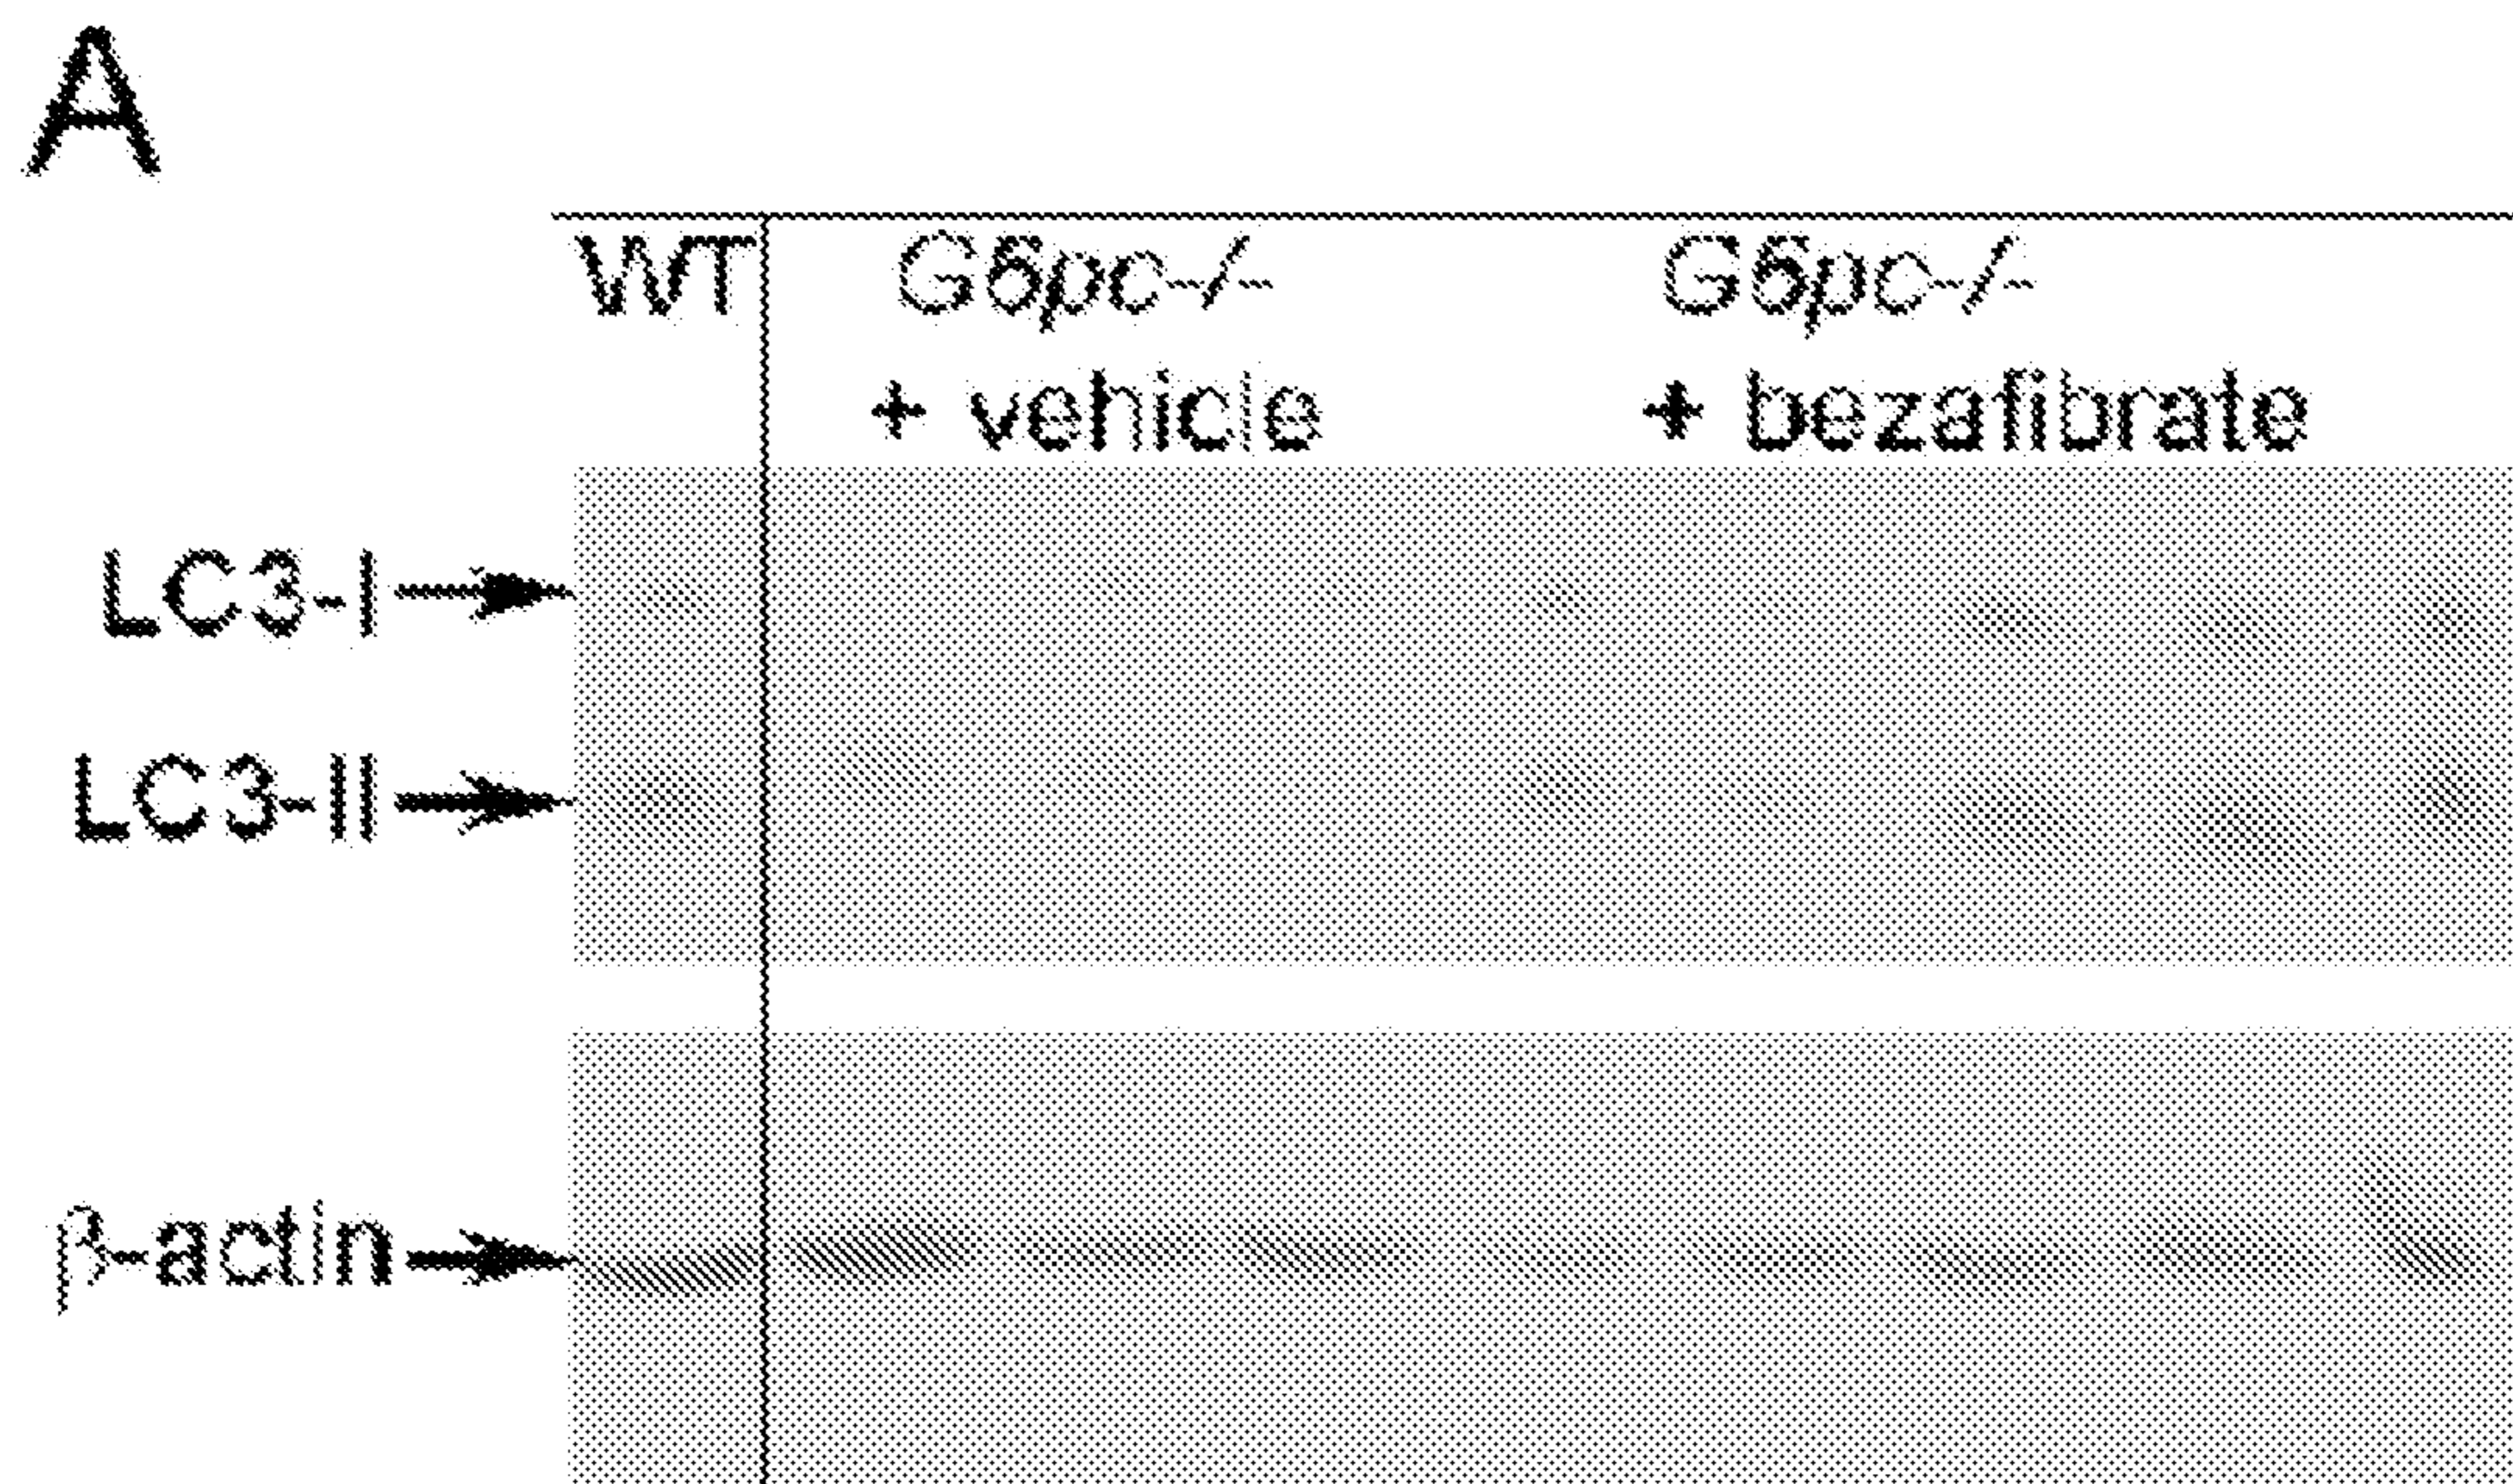 A
WT G6pc-/- G6pc-/-
+ vehicle + bezafibrate
LC3-I
LC3-II
β-actin